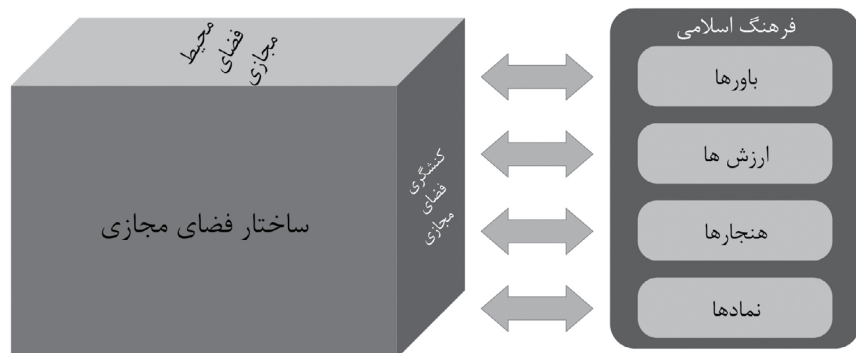 فرهنگ اسلامی
باورها
ارزش ها
هنجارها
نمادها
محیط
فضای
مجازی
کنشگری
فضای
مجازی
ساختار فضای مجازی